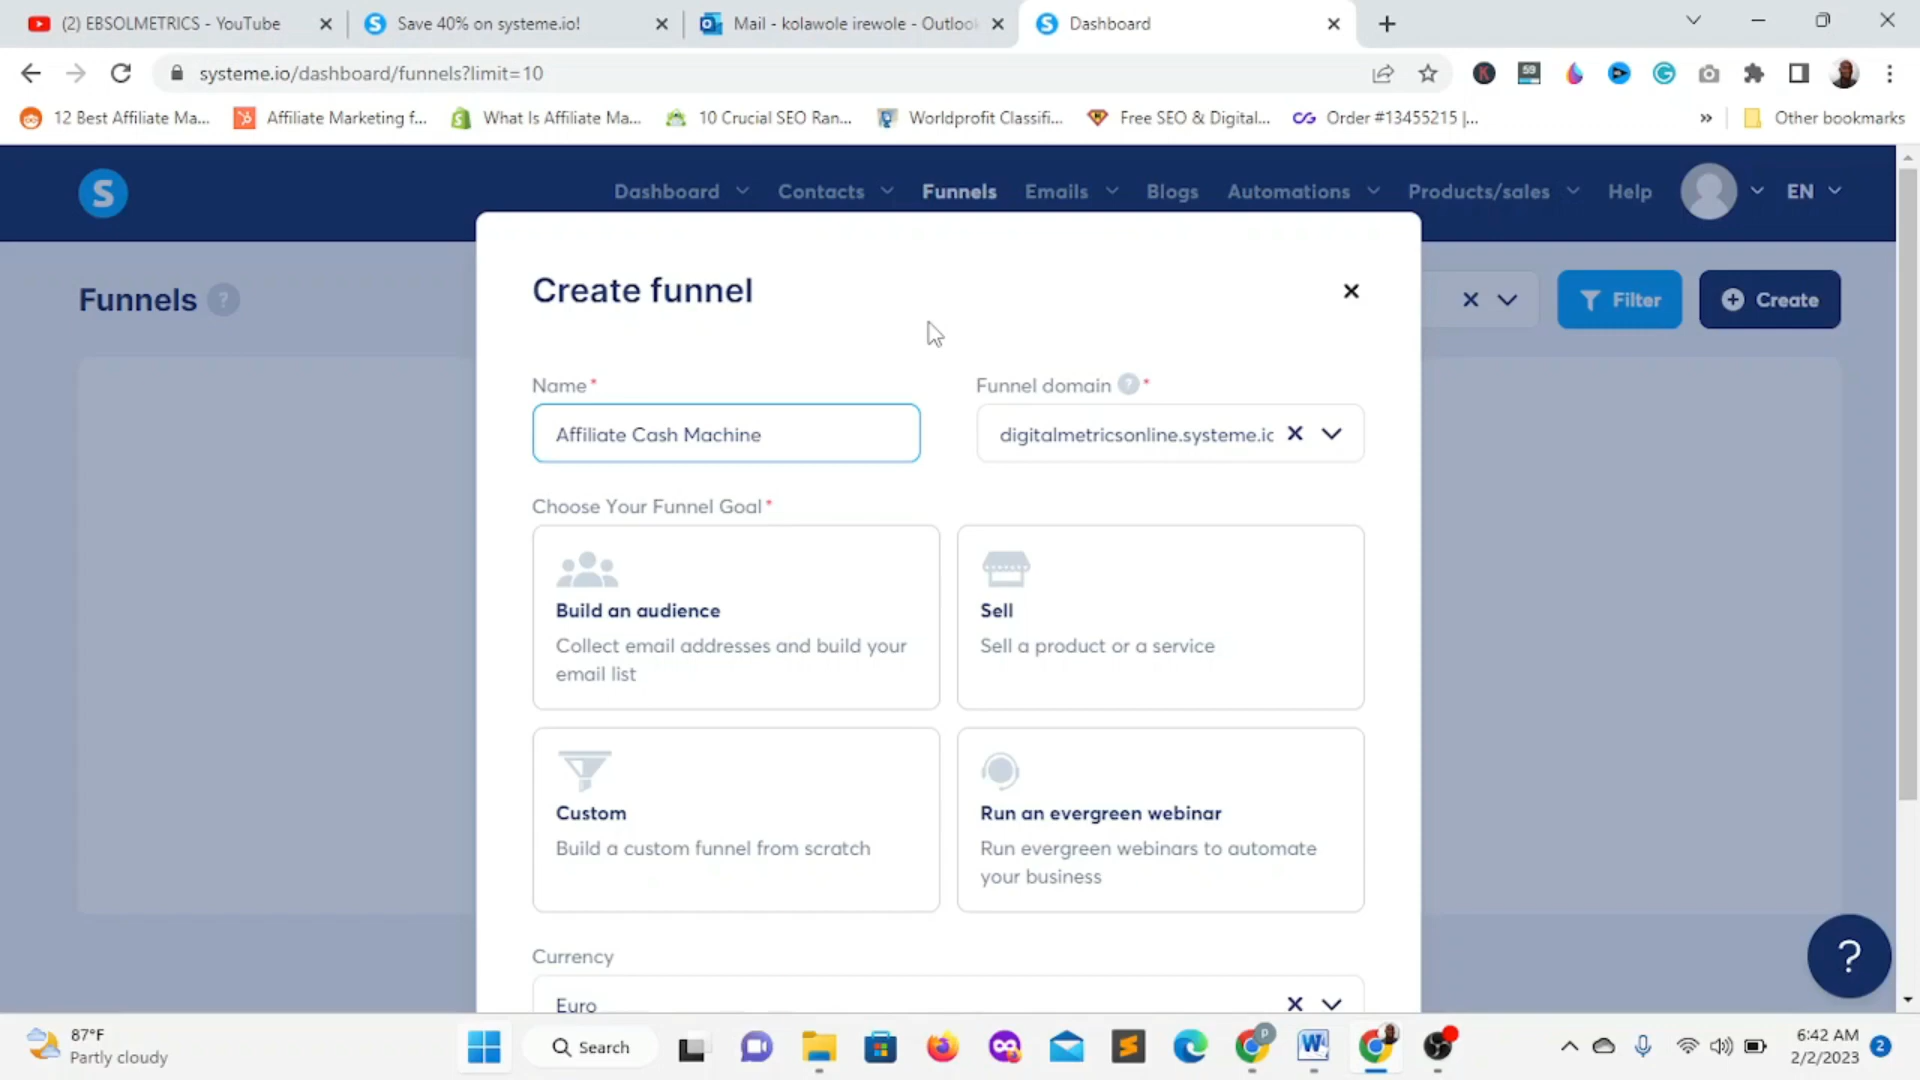 (2) EBSOLMETRICS - YouTube
Save 40% on systeme.io!
Mail - kolawole irewole - Outlook
Dashboard
systeme.io/dashboard/funnels?limit=10
59
12 Best Affiliate Ma...
Affiliate Marketing f...
What Is Affiliate Ma...
10 Crucial SEO Ran...
Worldprofit Classifi...
Free SEO & Digital...
Order #13455215 |...
»
Other bookmarks
S
Dashboard
Contacts
Funnels
Emails
Blogs
Automations
Products/sales
Help
EN
Funnels ?
Filter
Create
Create funnel
Name*
Funnel domain ? *
Affiliate Cash Machine
digitalmetricsonline.systeme.io
Choose Your Funnel Goal*
Build an audience
Collect email addresses and build your
email list
Sell
Sell a product or a service
Custom
Build a custom funnel from scratch
Run an evergreen webinar
Run evergreen webinars to automate
your business
Currency
Euro
?
87°F
Partly cloudy
Search
6:42 AM
2/2/2023
2